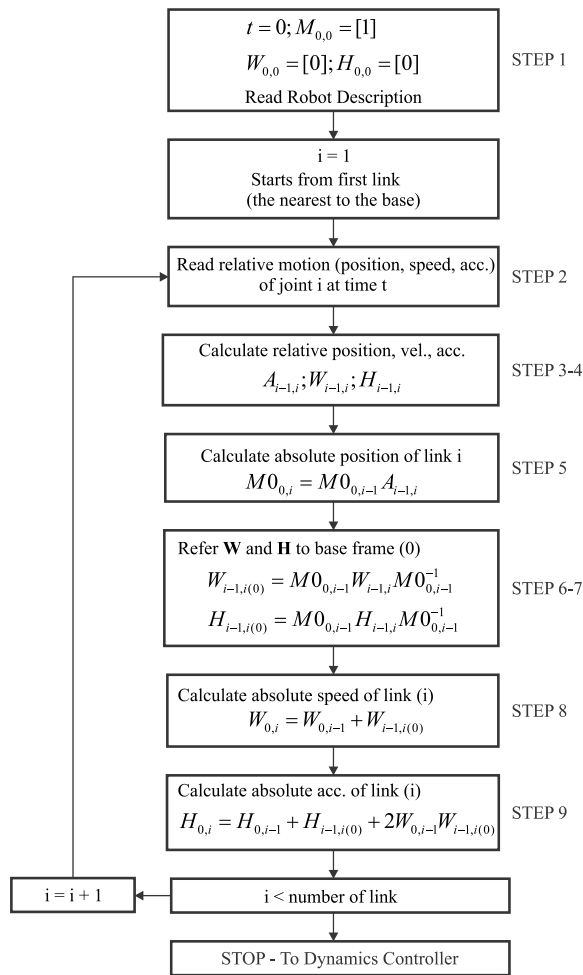 t = 0; M_{0,0} = [1]
W_{0,0} = [0]; H_{0,0} = [0]
Read Robot Description
STEP 1
i = 1
Starts from first link
(the nearest to the base)
Read relative motion (position, speed, acc.)
of joint i at time t
STEP 2
Calculate relative position, vel., acc.
A_{i-1,i}; W_{i-1,i}; H_{i-1,i}
STEP 3-4
Calculate absolute position of link i
M0_{0,i} = M0_{0,i-1} A_{i-1,i}
STEP 5
Refer W and H to base frame (0)
W_{i-1,i(0)} = M0_{0,i-1} W_{i-1,i} M0_{0,i-1}^{-1}
H_{i-1,i(0)} = M0_{0,i-1} H_{i-1,i} M0_{0,i-1}^{-1}
STEP 6-7
Calculate absolute speed of link (i)
W_{0,i} = W_{0,i-1} + W_{i-1,i(0)}
STEP 8
Calculate absolute acc. of link (i)
H_{0,i} = H_{0,i-1} + H_{i-1,i(0)} + 2W_{0,i-1} W_{i-1,i(0)}
STEP 9
i = i + 1
i < number of link
STOP - To Dynamics Controller